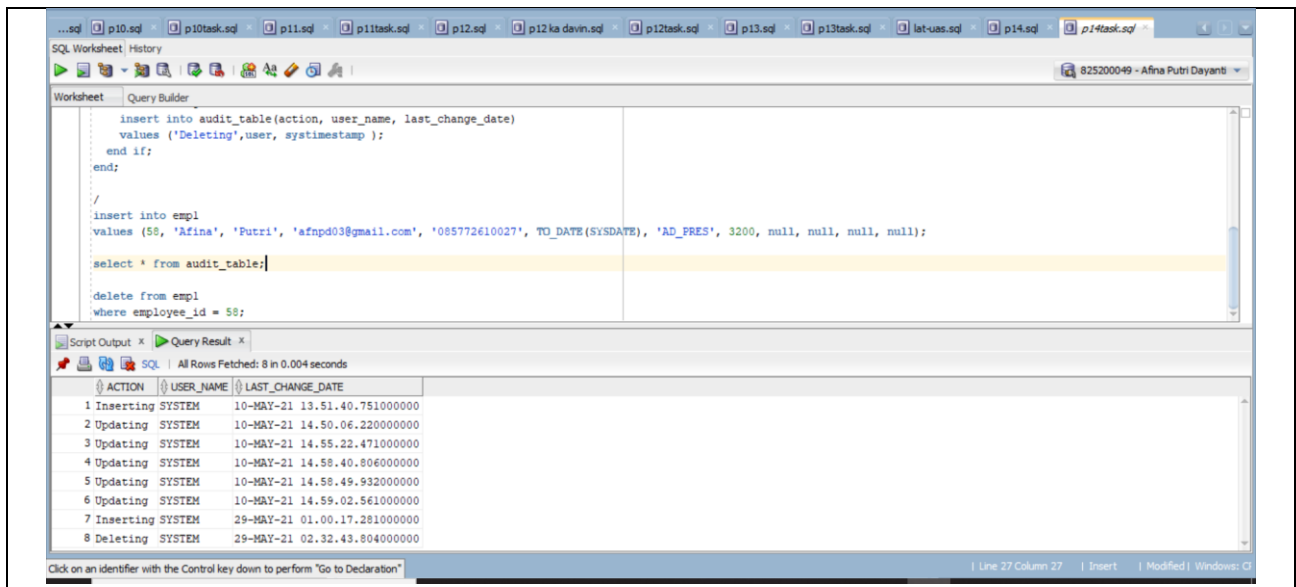 ...sql p10.sql p10task.sql p11.sql p11task.sql p12.sql p12 ka davin.sql p12task.sql p13.sql p13task.sql lat-uas.sql p14.sql p14task.sql
SQL Worksheet History
825200049 - Afina Putri Dayanti
Worksheet Query Builder
insert into audit_table(action, user_name, last_change_date)
values ('Deleting',user, systimestamp );
end if;
end;
/
insert into empl
values (58, 'Afina', 'Putri', 'afnpd03@gmail.com', '085772610027', TO_DATE(SYSDATE), 'AD_PRES', 3200, null, null, null, null);
select * from audit_table;
delete from empl
where employee_id = 58;
Script Output x Query Result x
SQL | All Rows Fetched: 8 in 0.004 seconds
ACTION USER_NAME LAST_CHANGE_DATE
1 Inserting SYSTEM 10-MAY-21 13.51.40.751000000
2 Updating SYSTEM 10-MAY-21 14.50.06.220000000
3 Updating SYSTEM 10-MAY-21 14.55.22.471000000
4 Updating SYSTEM 10-MAY-21 14.58.40.806000000
5 Updating SYSTEM 10-MAY-21 14.58.49.932000000
6 Updating SYSTEM 10-MAY-21 14.59.02.561000000
7 Inserting SYSTEM 29-MAY-21 01.00.17.281000000
8 Deleting SYSTEM 29-MAY-21 02.32.43.804000000
Click on an identifier with the Control key down to perform "Go to Declaration" | Line 27 Column 27 | Insert | Modified | Windows: